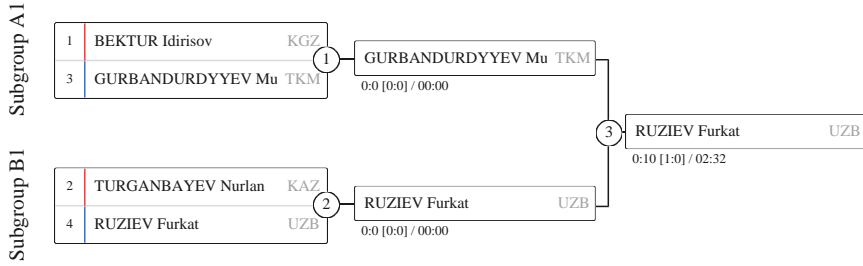 Subgroup A1
1 BEKTUR Idirisov KGZ
3 GURBANDURDYYEV Mu TKM
1
GURBANDURDYYEV Mu TKM
0:0 [0:0] / 00:00
Subgroup B1
2 TURGANBAYEV Nurlan KAZ
4 RUZIEV Furkat UZB
2
RUZIEV Furkat UZB
0:0 [0:0] / 00:00
3
RUZIEV Furkat UZB
0:10 [1:0] / 02:32